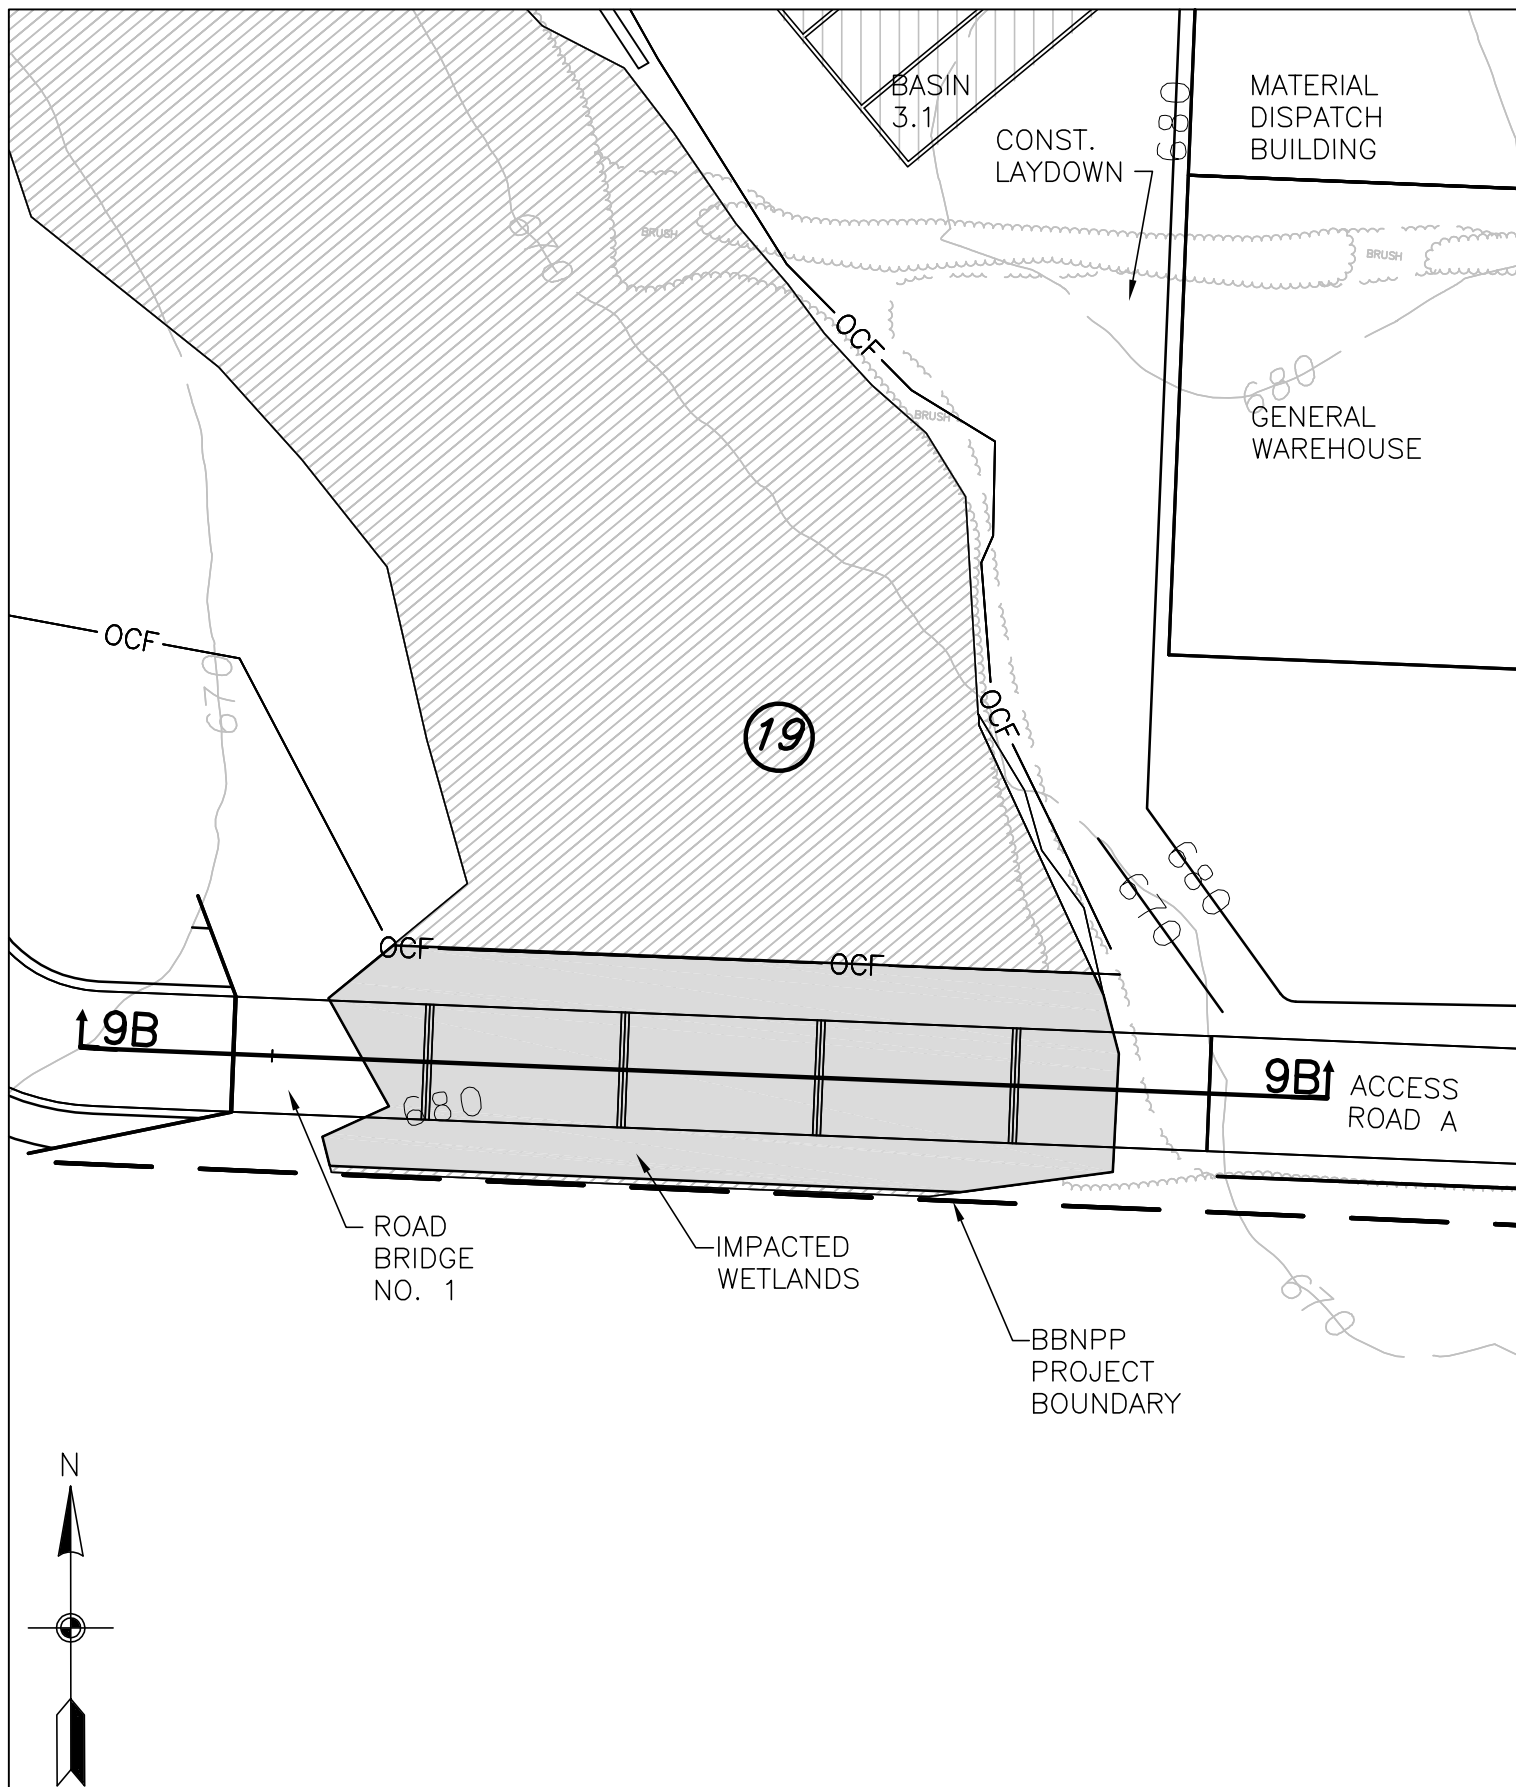 BASIN
3.1
CONST.
LAYDOWN
680
MATERIAL
DISPATCH
BUILDING
670
BRUSH
BRUSH
OCF
680
BRUSH
GENERAL
WAREHOUSE
OCF
670
OCF
19
680
670
OCF
OCF
9B
9B
ACCESS
ROAD A
680
ROAD
BRIDGE
NO. 1
IMPACTED
WETLANDS
670
BBNPP
PROJECT
BOUNDARY
N